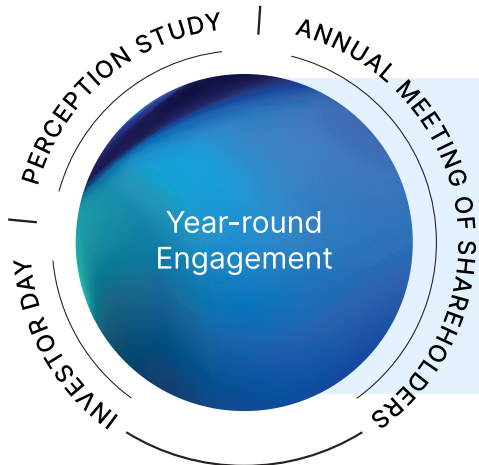 PERCEPTION STUDY
ANNUAL MEETING OF SHAREHOLDERS
Year-round
Engagement
INVESTOR DAY